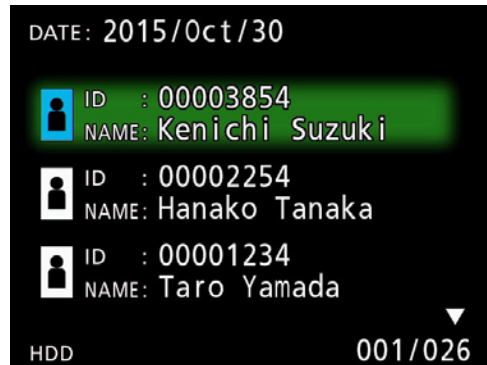 DATE: 2015/Oct/30
ID : 00003854
NAME: Kenichi Suzuki
ID : 00002254
NAME: Hanako Tanaka
ID : 00001234
NAME: Taro Yamada
HDD 001/026